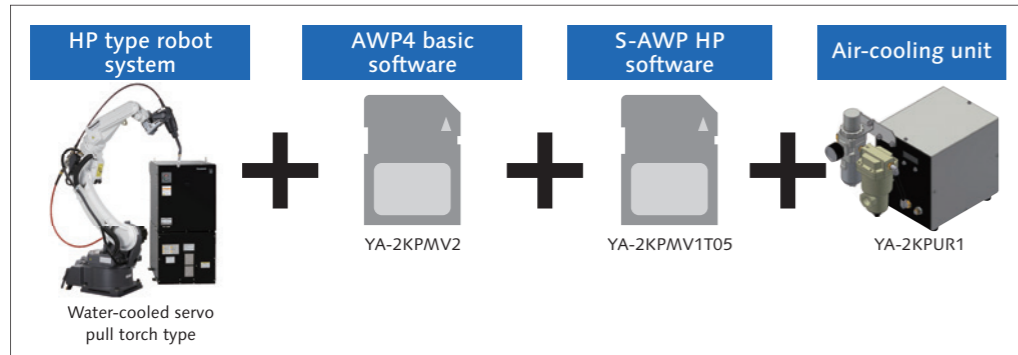 HP type robot
system
AWP4 basic
software
S-AWP HP
software
Air-cooling unit
YA-2KPMV2
YA-2KPMV1T05
YA-2KPUR1
Water-cooled servo
pull torch type